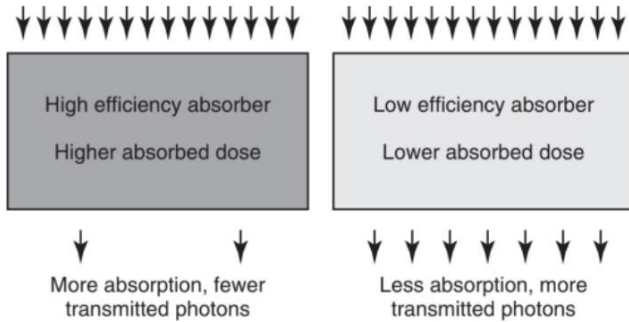 High efficiency absorber
Higher absorbed dose
Low efficiency absorber
Lower absorbed dose
More absorption, fewer
transmitted photons
Less absorption, more
transmitted photons